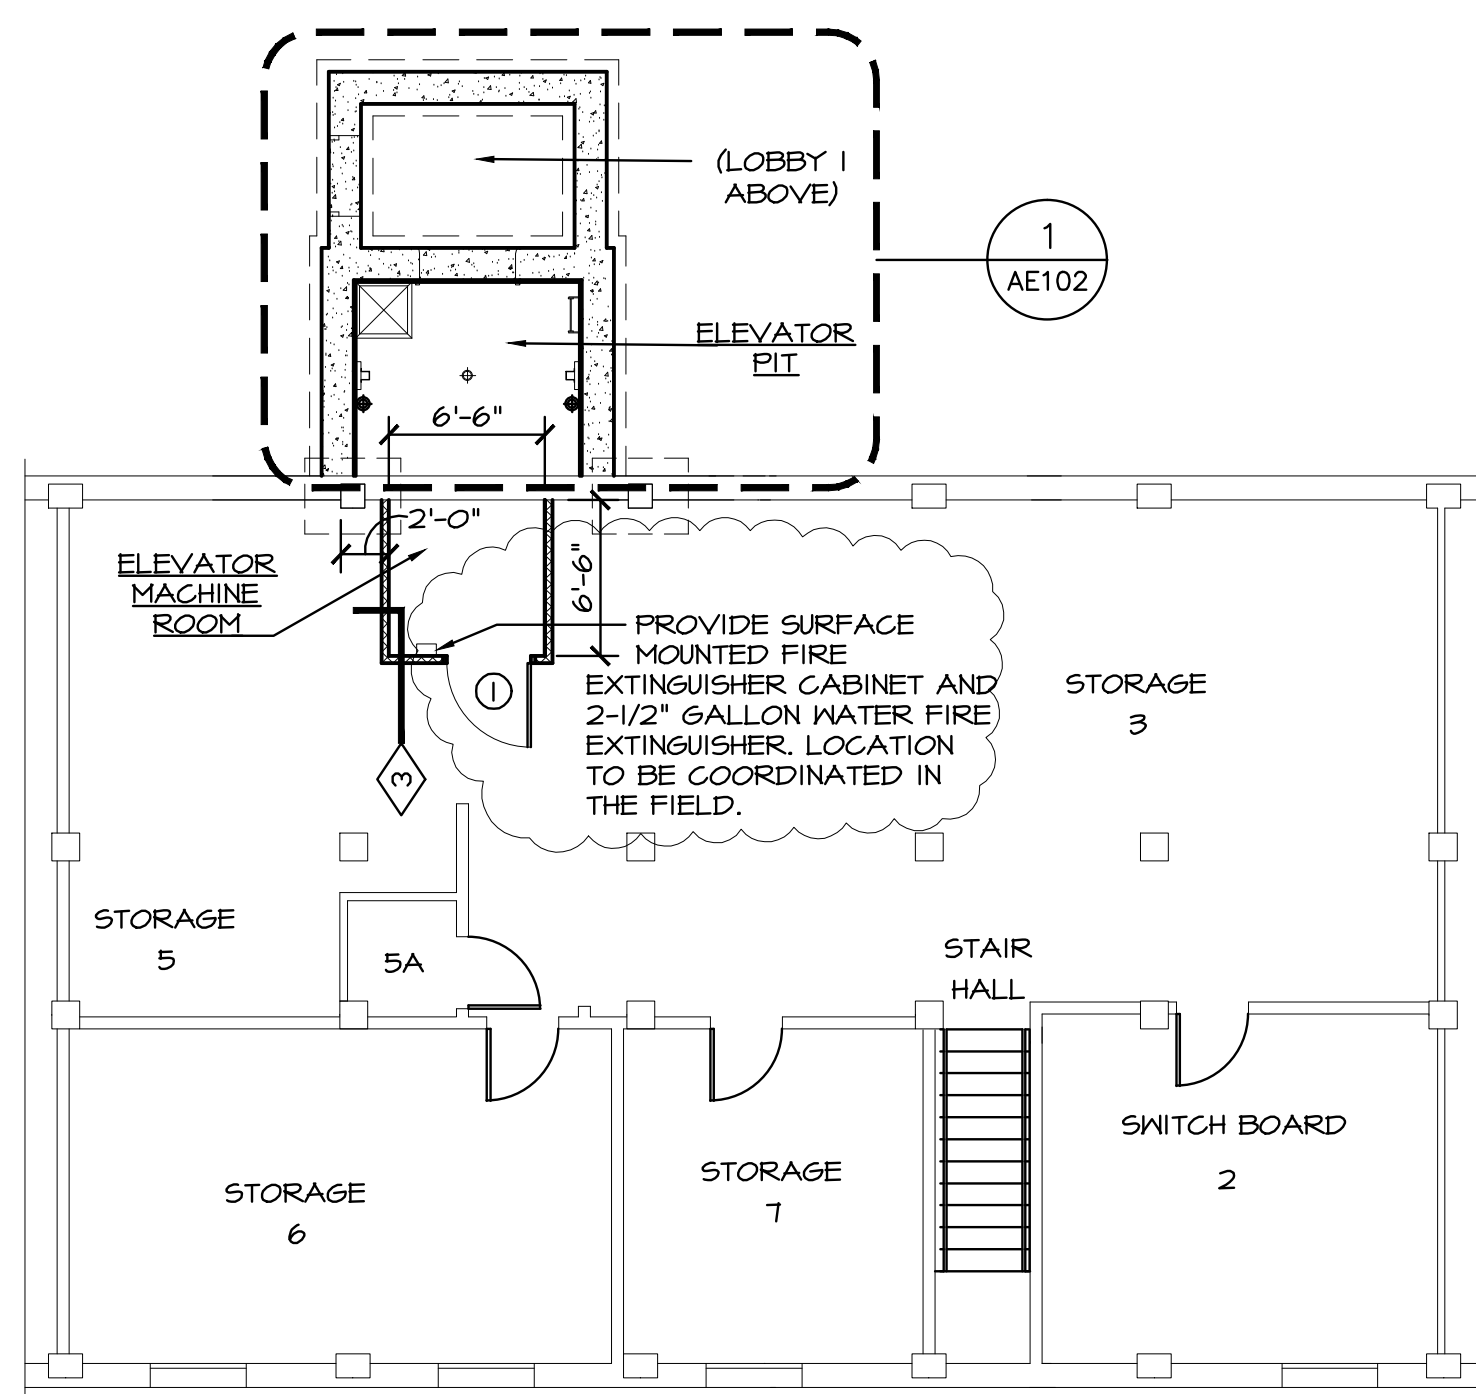 (LOBBY 1
ABOVE)
1
AE102
ELEVATOR
PIT
6'-6"
2'-0"
ELEVATOR
MACHINE
ROOM
6'-6"
PROVIDE SURFACE
MOUNTED FIRE
EXTINGUISHER CABINET AND
2-1/2" GALLON WATER FIRE
EXTINGUISHER. LOCATION
TO BE COORDINATED IN
THE FIELD.
1
3
STORAGE
3
STORAGE
5
5A
STAIR
HALL
STORAGE
6
STORAGE
7
SWITCH BOARD
2